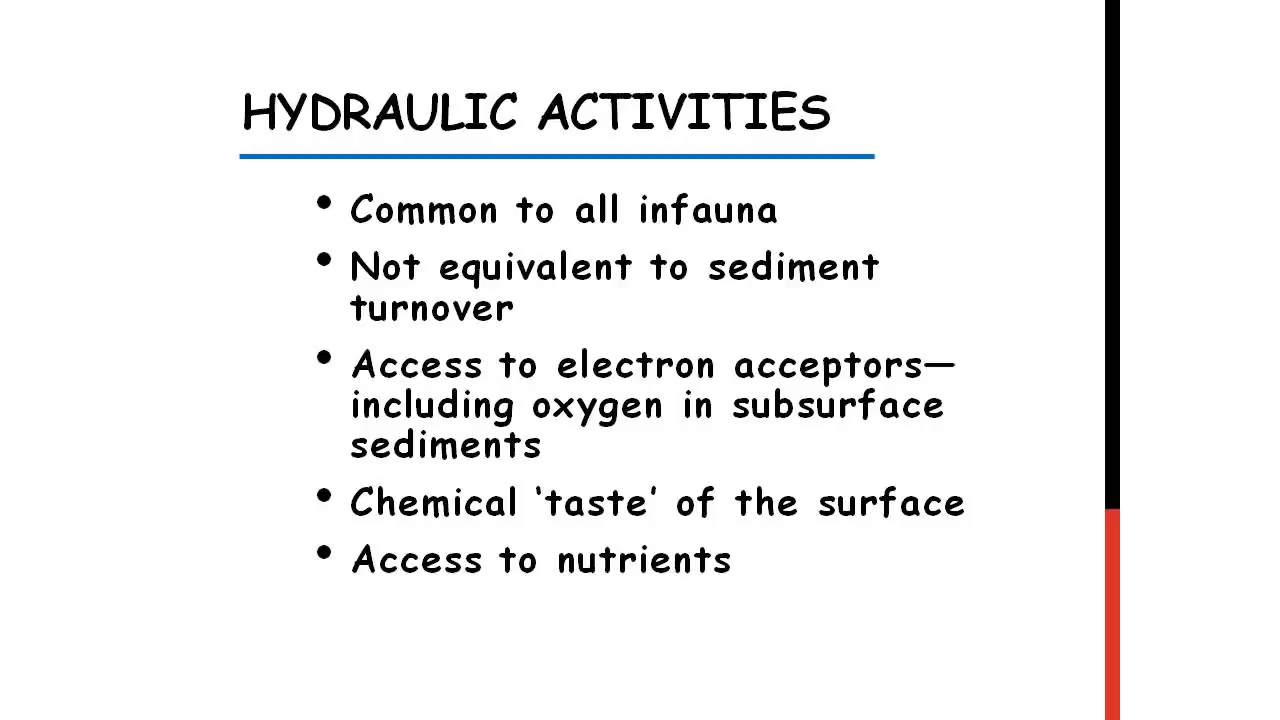 HYDRAULIC ACTIVITIES
• Common to all infauna
• Not equivalent to sediment
turnover
• Access to electron acceptors—
including oxygen in subsurface
sediments
• Chemical ‘taste’ of the surface
• Access to nutrients